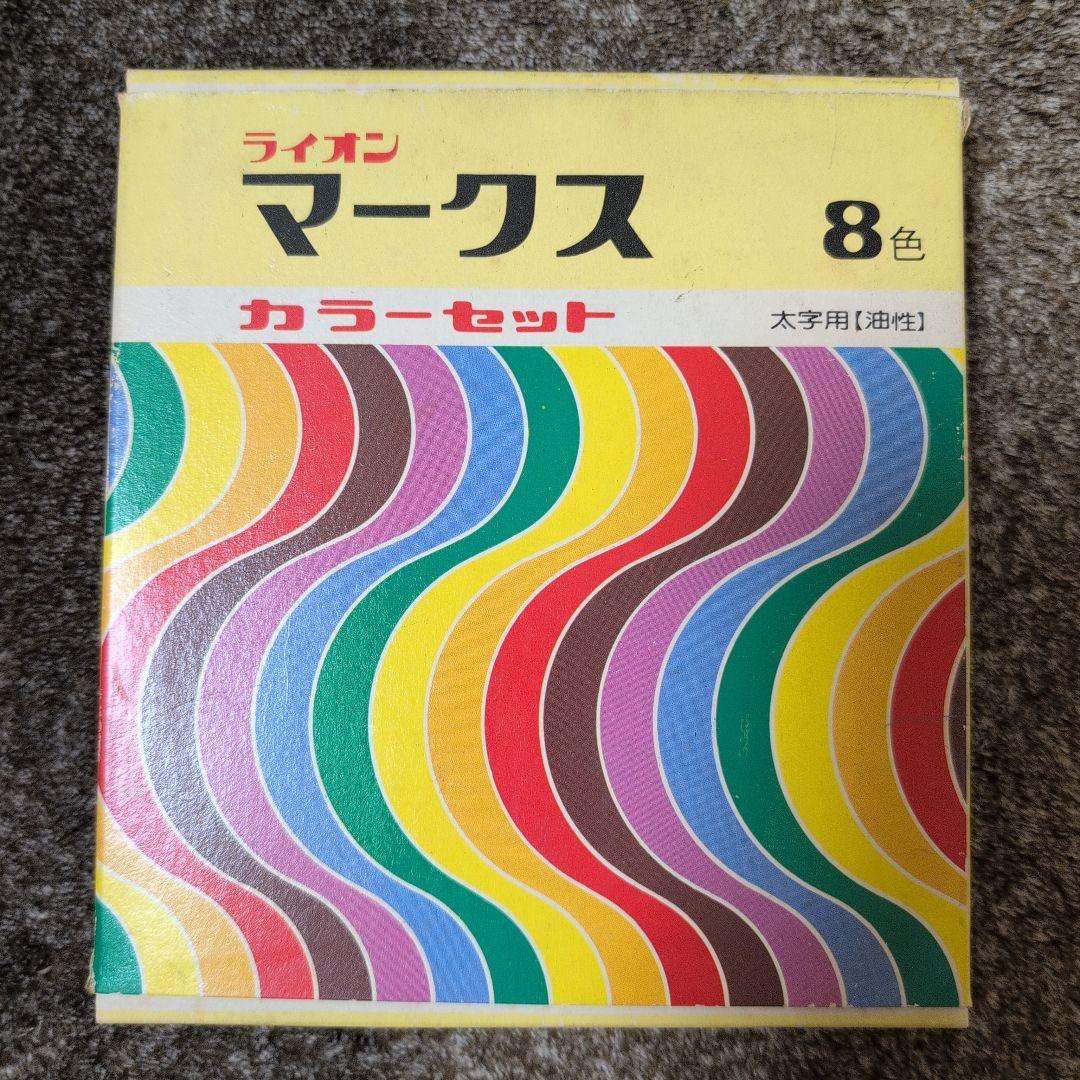 ライオン
マークス
8色
カラーセット
太字用【油性】